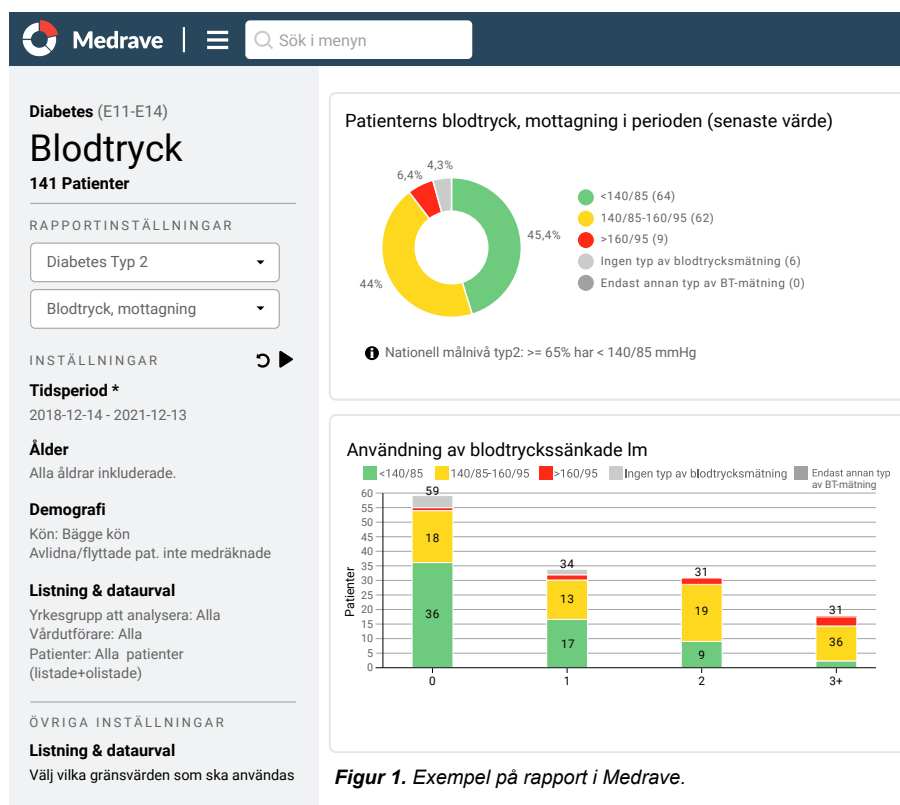 Medrave
Sök i menyn
Diabetes (E11-E14)
Blodtryck
141 Patienter
RAPPORTINSTÄLLNINGAR
Diabetes Typ 2
Blodtryck, mottagning
INSTÄLLNINGAR
Tidsperiod *
2018-12-14 - 2021-12-13
Ålder
Alla åldrar inkluderade.
Demografi
Kön: Bägge kön
Avlidna/flyttade pat. inte medräknade
Listning & dataurval
Yrkesgrupp att analysera: Alla
Vårdutförare: Alla
Patienter: Alla patienter
(listade+olistade)
ÖVRIGA INSTÄLLNINGAR
Listning & dataurval
Välj vilka gränsvärden som ska användas
Patienterns blodtryck, mottagning i perioden (senaste värde)
4,3%
6,4%
45,4%
44%
<140/85 (64)
140/85-160/95 (62)
>160/95 (9)
Ingen typ av blodtrycksmätning (6)
Endast annan typ av BT-mätning (0)
Nationell målnivå typ2: >= 65% har < 140/85 mmHg
Användning av blodtryckssänkade lm
<140/85 140/85-160/95 >160/95 Ingen typ av blodtrycksmätning Endast annan typ
av BT-mätning
Patienter
60
55
50
45
40
35
30
25
20
15
10
5
0
59
18
36
34
13
17
31
19
9
31
36
0 1 2 3+
Figur 1. Exempel på rapport i Medrave.